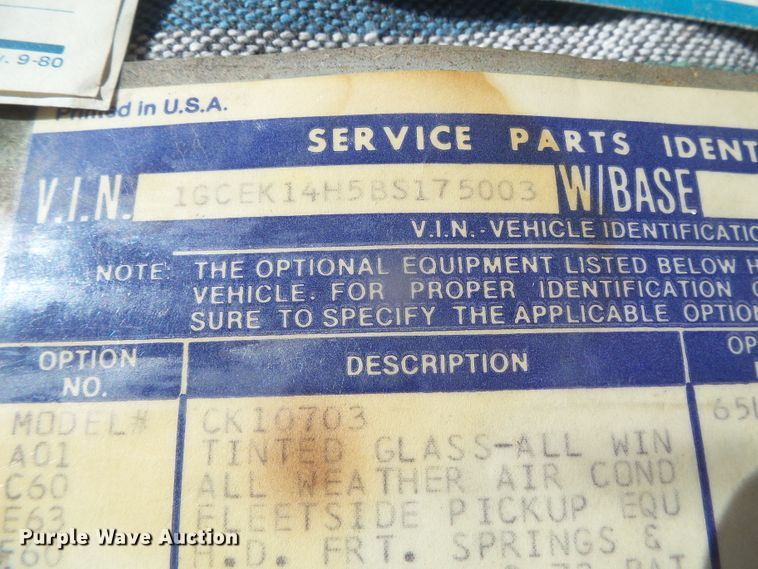 9-80
Printed in U.S.A.
SERVICE PARTS IDENT
V.I.N. 1GCEK14H5BS175003 W/BASE
V.I.N.-VEHICLE IDENTIFICATIO
NOTE: THE OPTIONAL EQUIPMENT LISTED BELOW H
VEHICLE. FOR PROPER IDENTIFICATION
SURE TO SPECIFY THE APPLICABLE OPTION
OPTION NO. DESCRIPTION OP
MODEL# CK10703 65
A01 TINTED GLASS-ALL WIN
C60 ALL WEATHER AIR COND
E63 FLEETSIDE PICKUP EQU
F60 H.D. FRT. SPRINGS &
Purple Wave Auction